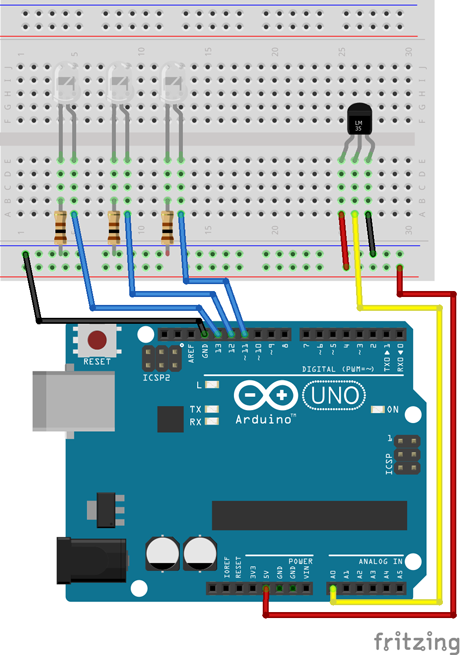 1 5 10 15 20 25 30
J
I
H
G
F
LM
35
E
D
C
B
A
1 5 10 15 20 25 30
RESET
ICSP2
AREF
GND
13
12
~11
~10
~9
8
7
~6
~5
4
~3
2
TXD▶1
RXD◀0
DIGITAL (PWM=~)
L
TX
RX
UNO
ON
Arduino™
1
ICSP
POWER
ANALOG IN
IOREF
RESET
3V3
5V
GND
GND
VIN
A0
A1
A2
A3
A4
A5
fritzing